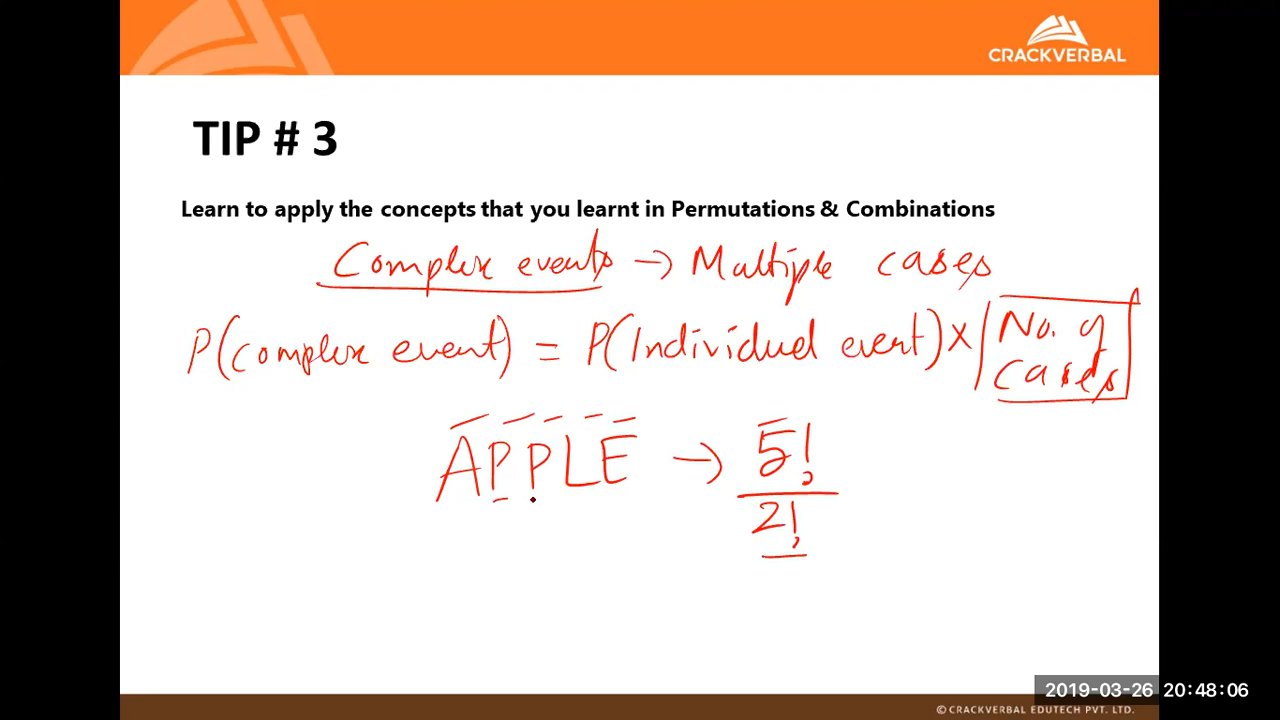 CRACKVERBAL
TIP # 3
Learn to apply the concepts that you learnt in Permutations & Combinations
Complex events → Multiple cases
P(complex event) = P(Individual event) × No. of cases
APPLE → 5!
2!
2019-03-26 20:48:06
© CRACKVERBAL EDUTECH PVT. LTD.